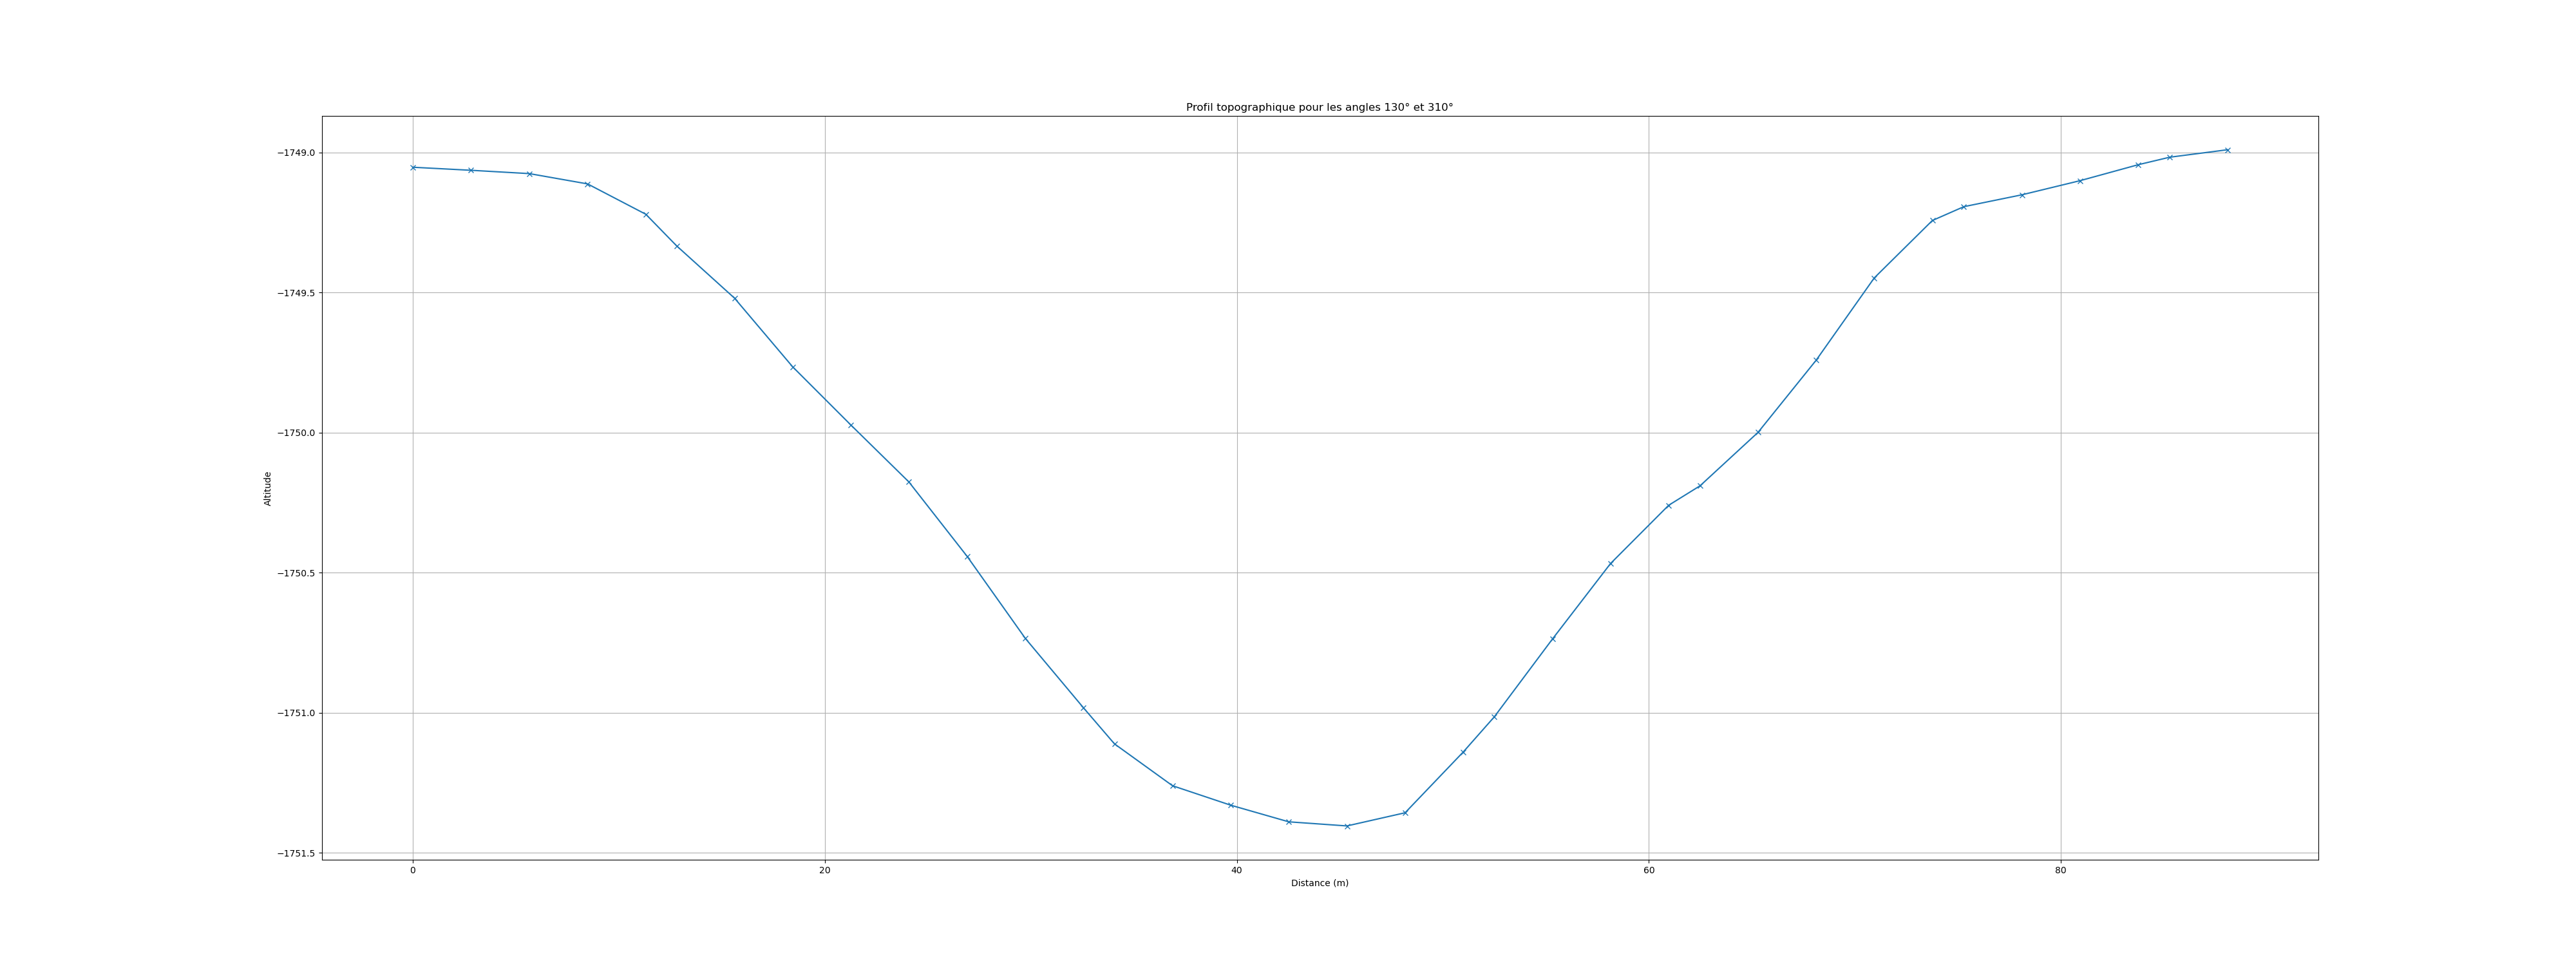 Profil topographique pour les angles 130° et 310°
−1749.0
−1749.5
−1750.0
Altitude
−1750.5
−1751.0
−1751.5
0 20 40 60 80
Distance (m)